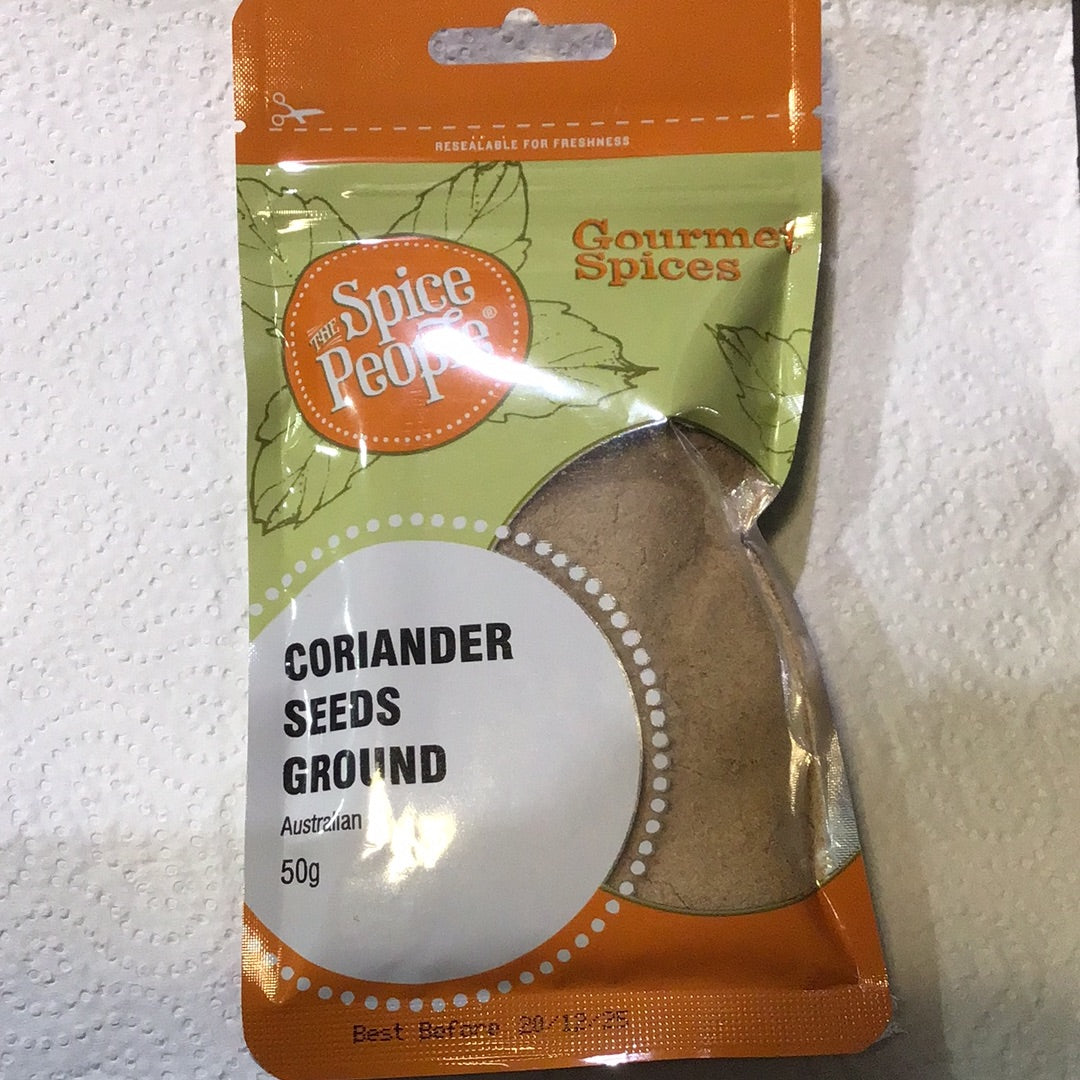 RESEALABLE FOR FRESHNESS
Gourmet
Spices
THE Spice
People®
CORIANDER
SEEDS
GROUND
Australian
50g
Best Before 20/12/25